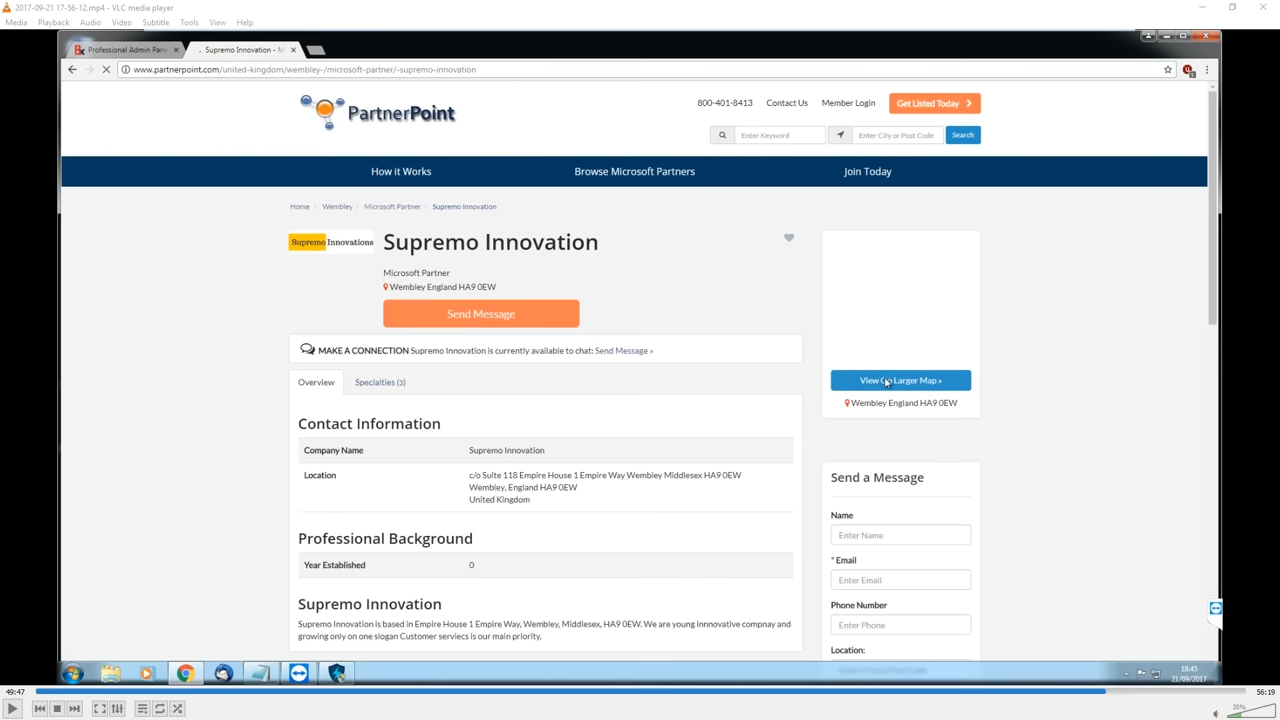 2017-09-21 17-56-12.mp4 - VLC media player
Media Playback Audio Video Subtitle Tools View Help
Professional Admin Pane
Supremo Innovation - M
www.partnerpoint.com/united-kingdom/wembley-/microsoft-partner/-supremo-innovation
PartnerPoint
800-401-8413 Contact Us Member Login Get Listed Today
Enter Keyword Enter City or Post Code Search
How it Works Browse Microsoft Partners Join Today
Home / Wembley / Microsoft Partner / Supremo Innovation
Supremo Innovations
Supremo Innovation
Microsoft Partner
Wembley England HA9 0EW
Send Message
MAKE A CONNECTION Supremo Innovation is currently available to chat: Send Message »
Overview Specialties (3)
Contact Information
Company Name Supremo Innovation
Location c/o Suite 118 Empire House 1 Empire Way Wembley Middlesex HA9 0EW
Wembley, England HA9 0EW
United Kingdom
Professional Background
Year Established 0
Supremo Innovation
Supremo Innovation is based in Empire House 1 Empire Way, Wembley, Middlesex, HA9 0EW. We are young innnovative compnay and
growing only on one slogan Customer serviecs is our main priority.
View Larger Map »
Wembley England HA9 0EW
Send a Message
Name
Enter Name
* Email
Enter Email
Phone Number
Enter Phone
Location:
18:45
21/09/2017
49:47 56:19
35%